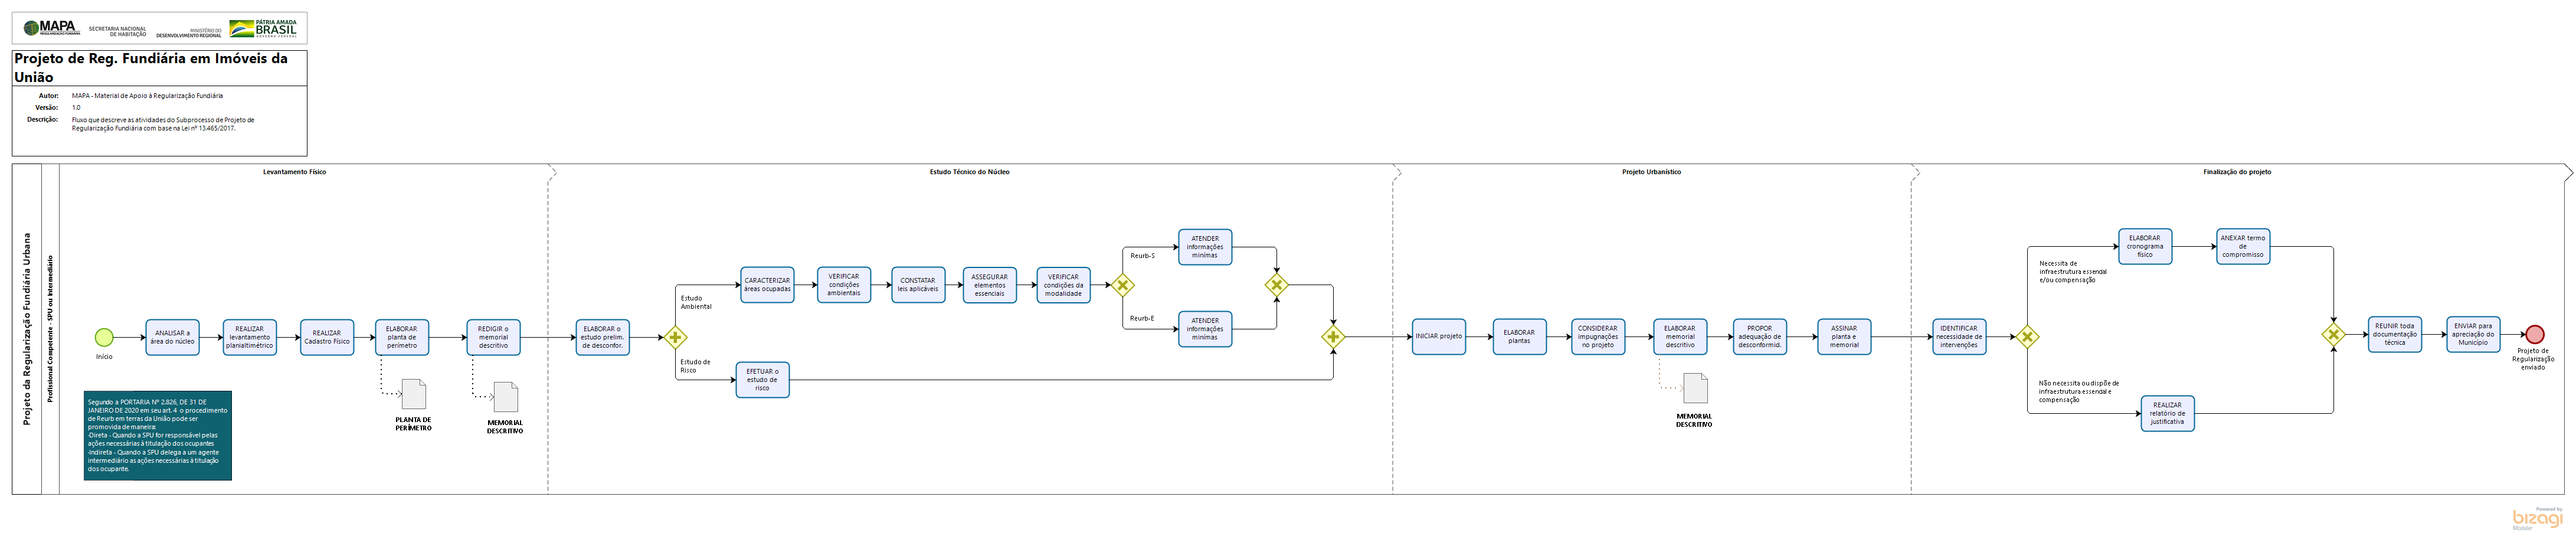 MAPA
REGULARIZAÇÃO FUNDIÁRIA
SECRETARIA NACIONAL
DE HABITAÇÃO
MINISTÉRIO DO
DESENVOLVIMENTO REGIONAL
PÁTRIA AMADA
BRASIL
GOVERNO FEDERAL
Projeto de Reg. Fundiária em Imóveis da
União
Autor: MAPA - Material de Apoio à Regularização Fundiária
Versão: 1.0
Descrição: Fluxo que descreve as atividades do Subprocesso de Projeto de
Regularização Fundiária com base na Lei nº 13.465/2017.
Projeto da Regularização Fundiária Urbana
Profissional Competente - SPU ou Intermediário
Levantamento Físico
Início
ANALISAR a
área do núcleo
REALIZAR
levantamento
planialtimétrico
REALIZAR
Cadastro Físico
ELABORAR
planta de
perímetro
REDIGIR o
memorial
descritivo
PLANTA DE
PERÍMETRO
MEMORIAL
DESCRITIVO
Segundo a PORTARIA Nº 2.826, DE 31 DE
JANEIRO DE 2020 em seu art. 4 o procedimento
de Reurb em terras da União pode ser
promovida de maneira:
-Direta - Quando a SPU for responsável pelas
ações necessárias à titulação dos ocupantes
-Indireta - Quando a SPU delega a um agente
intermediário as ações necessárias à titulação
dos ocupante.
Estudo Técnico do Núcleo
ELABORAR o
estudo prelim.
de desconfor.
Estudo
Ambiental
CARACTERIZAR
áreas ocupadas
VERIFICAR
condições
ambientais
CONSTATAR
leis aplicáveis
ASSEGURAR
elementos
essenciais
VERIFICAR
condições da
modalidade
Reurb-S
ATENDER
informações
mínimas
Reurb-E
ATENDER
informações
mínimas
Estudo de
Risco
EFETUAR o
estudo de
risco
Projeto Urbanístico
INICIAR projeto
ELABORAR
plantas
CONSIDERAR
impugnações
no projeto
ELABORAR
memorial
descritivo
PROPOR
adequação de
desconformid.
ASSINAR
planta e
memorial
MEMORIAL
DESCRITIVO
Finalização do projeto
IDENTIFICAR
necessidade de
intervenções
Necessita de
infraestrutura essencial
e/ou compensação
ELABORAR
cronograma
físico
ANEXAR termo
de
compromisso
Não necessita ou dispõe de
infraestrutura essencial e
compensação
REALIZAR
relatório de
justificativa
REUNIR toda
documentação
técnica
ENVIAR para
apreciação do
Município
Projeto de
Regularização
enviado
Powered by
bizagi
Modeler